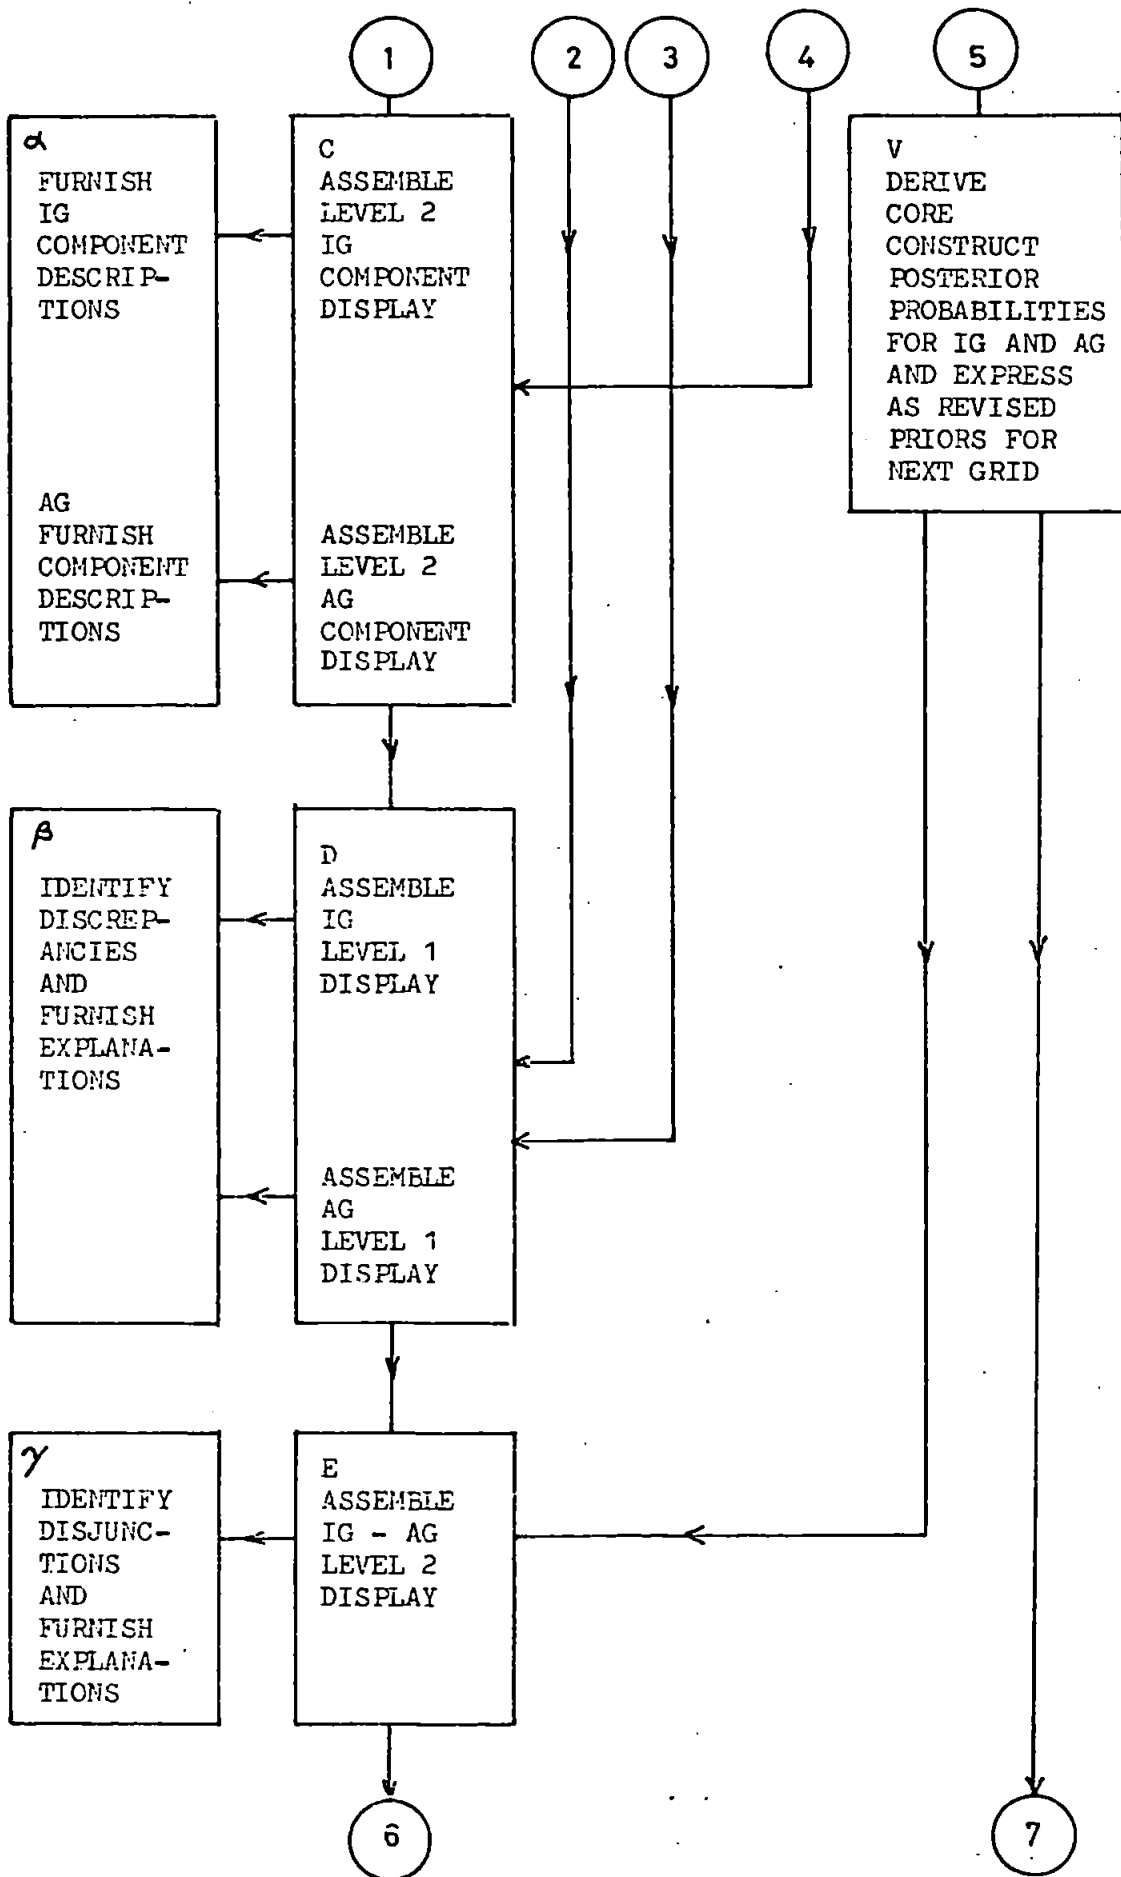 1
2
3
4
5
α
FURNISH
IG
COMPONENT
DESCRIP-
TIONS
AG
FURNISH
COMPONENT
DESCRIP-
TIONS
C
ASSEMBLE
LEVEL 2
IG
COMPONENT
DISPLAY
ASSEMBLE
LEVEL 2
AG
COMPONENT
DISPLAY
V
DERIVE
CORE
CONSTRUCT
POSTERIOR
PROBABILITIES
FOR IG AND AG
AND EXPRESS
AS REVISED
PRIORS FOR
NEXT GRID
β
IDENTIFY
DISCREP-
ANCIES
AND
FURNISH
EXPLANA-
TIONS
D
ASSEMBLE
IG
LEVEL 1
DISPLAY
ASSEMBLE
AG
LEVEL 1
DISPLAY
γ
IDENTIFY
DISJUNC-
TIONS
AND
FURNISH
EXPLANA-
TIONS
E
ASSEMBLE
IG - AG
LEVEL 2
DISPLAY
6
7